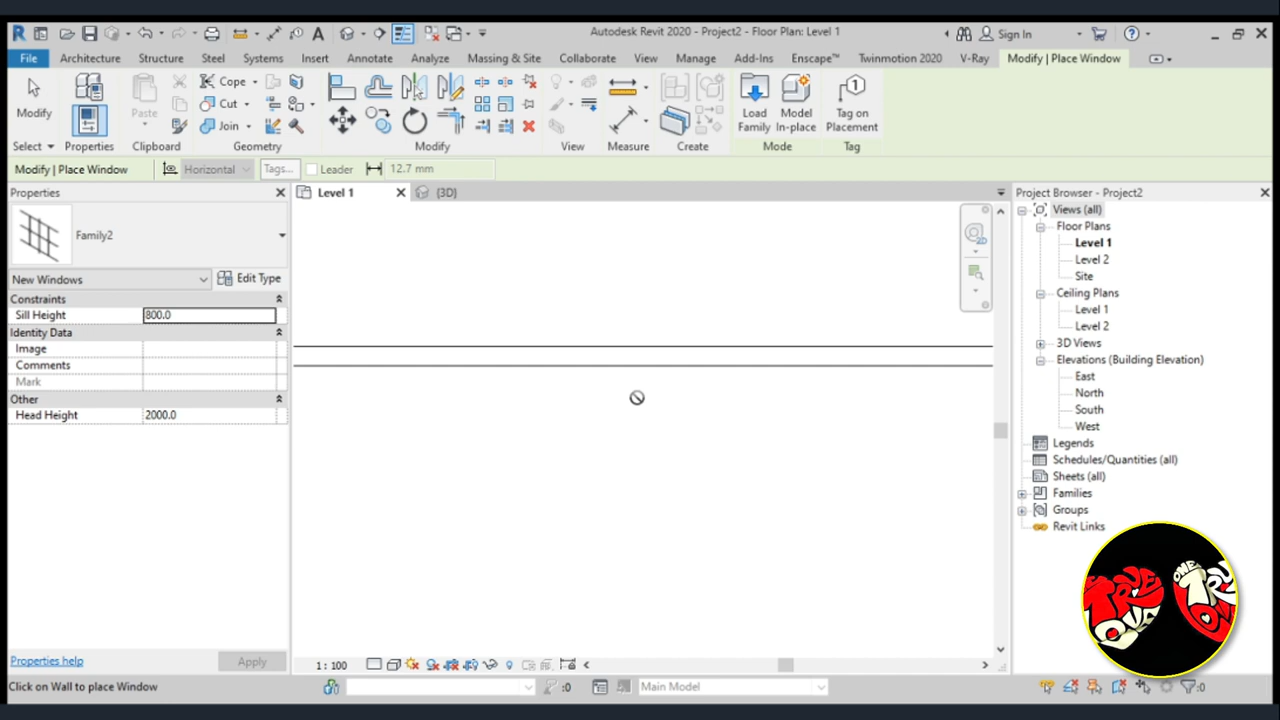 Autodesk Revit 2020 - Project2 - Floor Plan: Level 1
Sign In
File Architecture Structure Steel Systems Insert Annotate Analyze Massing & Site Collaborate View Manage Add-Ins Enscape™ Twinmotion 2020 V-Ray Modify | Place Window
Modify
Paste
Cope
Cut
Join
Load Family
Model In-place
Tag on Placement
Select Properties Clipboard Geometry Modify View Measure Create Mode Tag
Modify | Place Window Horizontal Tags... Leader 12.7 mm
Properties
Level 1
{3D}
Project Browser - Project2
Family2
New Windows
Edit Type
Constraints
Sill Height 800.0
Identity Data
Image
Comments
Mark
Other
Head Height 2000.0
2D
Views (all)
Floor Plans
Level 1
Level 2
Site
Ceiling Plans
Level 1
Level 2
3D Views
Elevations (Building Elevation)
East
North
South
West
Legends
Schedules/Quantities (all)
Sheets (all)
Families
Groups
Revit Links
Properties help
Apply
1 : 100
Click on Wall to place Window
:0
Main Model
:0